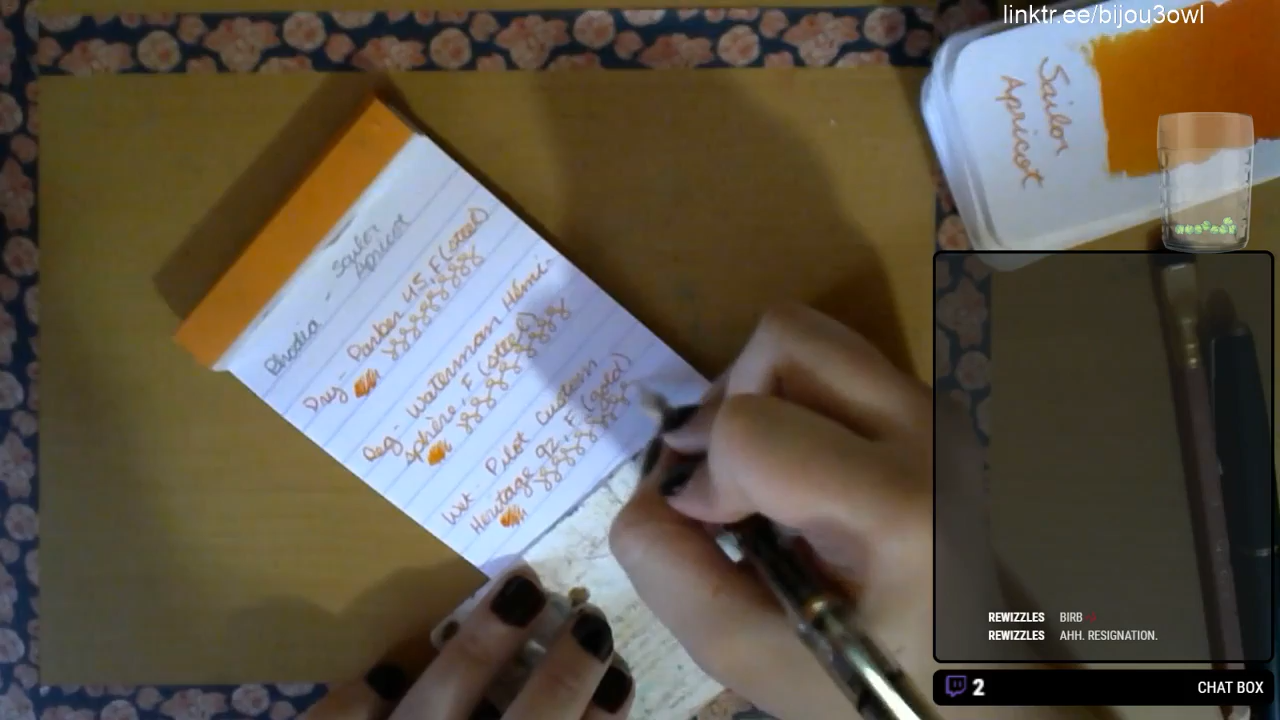 linktr.ee/bijou3owl
Sailor
Apricot
Rhodia - Sailor
Apricot
Dry - Parker 45, F (steel)
Waterman Hémi-
sphère, F (steel)
Wet - Pilot Custom
Heritage 92, F (gold)
REWIZZLES BIRB
REWIZZLES AHH. RESIGNATION.
2 CHAT BOX